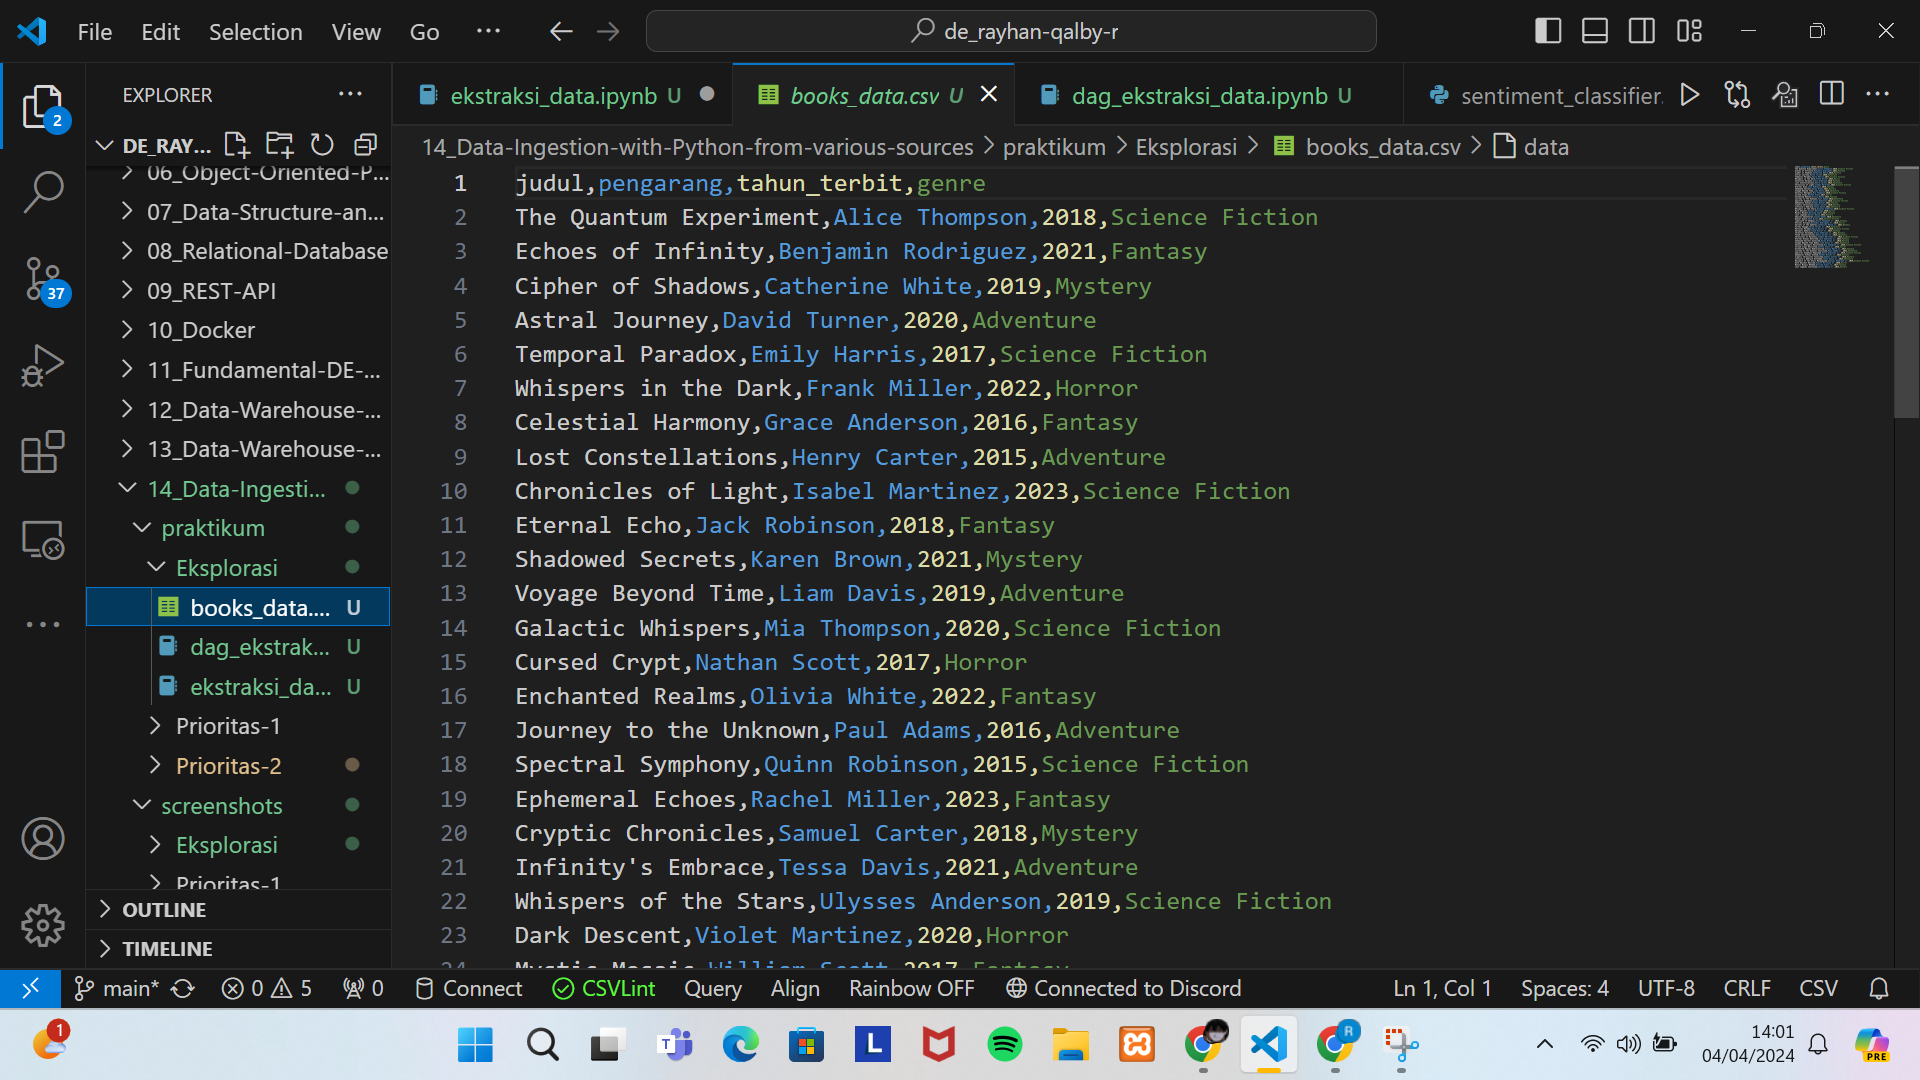 File Edit Selection View Go ···
de_rayhan-qalby-r
EXPLORER ···
ekstraksi_data.ipynb U
books_data.csv U
dag_ekstraksi_data.ipynb U
sentiment_classifier.
DE_RAY...
14_Data-Ingestion-with-Python-from-various-sources > praktikum > Eksplorasi > books_data.csv > data
06_Object-Oriented-P...
07_Data-Structure-an...
08_Relational-Database
09_REST-API
10_Docker
11_Fundamental-DE-...
12_Data-Warehouse-...
13_Data-Warehouse-...
14_Data-Ingesti...
praktikum
Eksplorasi
books_data.... U
dag_ekstrak... U
ekstraksi_da... U
Prioritas-1
Prioritas-2
screenshots
Eksplorasi
Prioritas-1
OUTLINE
TIMELINE
2
37
1 judul,pengarang,tahun_terbit,genre
2 The Quantum Experiment,Alice Thompson,2018,Science Fiction
3 Echoes of Infinity,Benjamin Rodriguez,2021,Fantasy
4 Cipher of Shadows,Catherine White,2019,Mystery
5 Astral Journey,David Turner,2020,Adventure
6 Temporal Paradox,Emily Harris,2017,Science Fiction
7 Whispers in the Dark,Frank Miller,2022,Horror
8 Celestial Harmony,Grace Anderson,2016,Fantasy
9 Lost Constellations,Henry Carter,2015,Adventure
10 Chronicles of Light,Isabel Martinez,2023,Science Fiction
11 Eternal Echo,Jack Robinson,2018,Fantasy
12 Shadowed Secrets,Karen Brown,2021,Mystery
13 Voyage Beyond Time,Liam Davis,2019,Adventure
14 Galactic Whispers,Mia Thompson,2020,Science Fiction
15 Cursed Crypt,Nathan Scott,2017,Horror
16 Enchanted Realms,Olivia White,2022,Fantasy
17 Journey to the Unknown,Paul Adams,2016,Adventure
18 Spectral Symphony,Quinn Robinson,2015,Science Fiction
19 Ephemeral Echoes,Rachel Miller,2023,Fantasy
20 Cryptic Chronicles,Samuel Carter,2018,Mystery
21 Infinity's Embrace,Tessa Davis,2021,Adventure
22 Whispers of the Stars,Ulysses Anderson,2019,Science Fiction
23 Dark Descent,Violet Martinez,2020,Horror
24 Mystic Mosaic,William Scott,2017,Fantasy
main* 0 5 0 Connect CSVLint Query Align Rainbow OFF Connected to Discord Ln 1, Col 1 Spaces: 4 UTF-8 CRLF CSV
1
T
L
R
14:01
04/04/2024
PRE